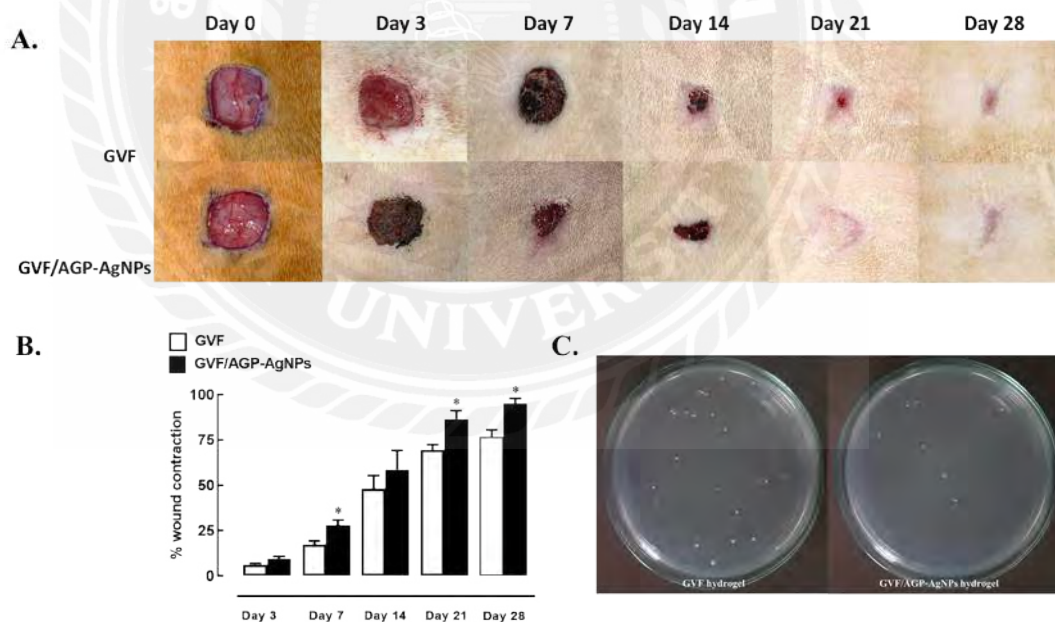 A.
Day 0 Day 3 Day 7 Day 14 Day 21 Day 28
GVF
GVF/AGP-AgNPs
UNIVER
B.
GVF
GVF/AGP-AgNPs
% wound contraction
100
75
50
25
0
* * *
Day 3 Day 7 Day 14 Day 21 Day 28
C.
GVF hydrogel
GVF/AGP-AgNPs hydrogel